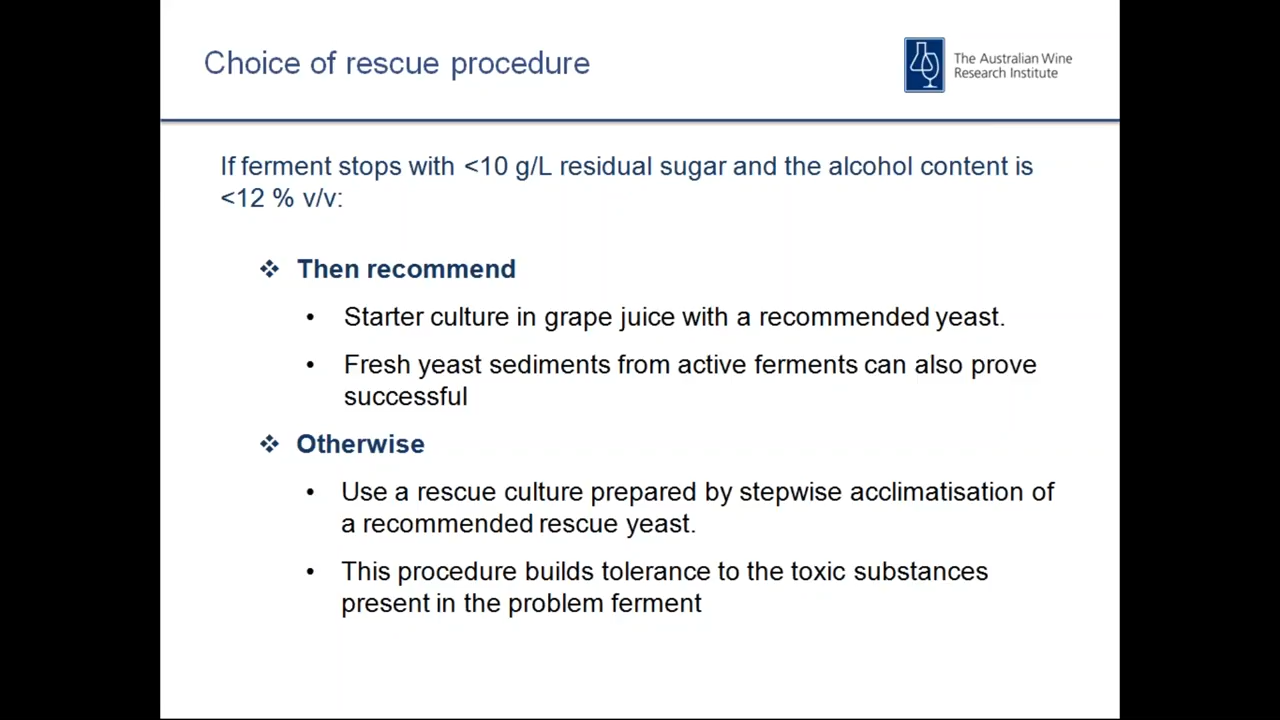 Choice of rescue procedure
The Australian Wine
Research Institute
If ferment stops with <10 g/L residual sugar and the alcohol content is
<12 % v/v:
❖ Then recommend
• Starter culture in grape juice with a recommended yeast.
• Fresh yeast sediments from active ferments can also prove
successful
❖ Otherwise
• Use a rescue culture prepared by stepwise acclimatisation of
a recommended rescue yeast.
• This procedure builds tolerance to the toxic substances
present in the problem ferment